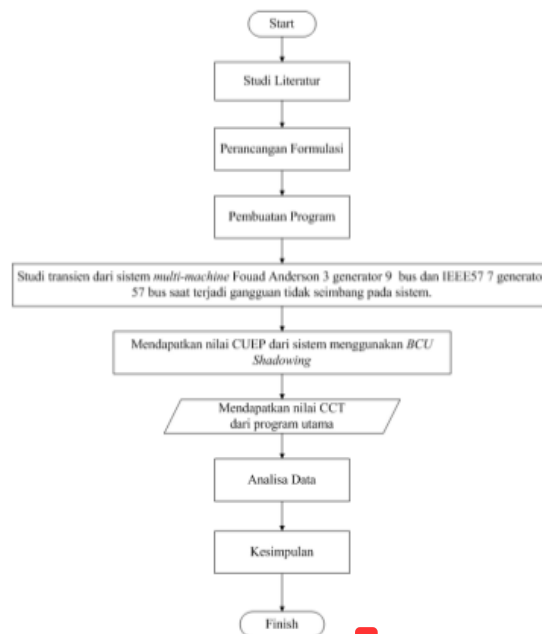 Start
Studi Literatur
Perancangan Formulasi
Pembuatan Program
Studi transien dari sistem multi-machine Fouad Anderson 3 generator 9 bus dan IEEE57 7 generato
57 bus saat terjadi gangguan tidak seimbang pada sistem.
Mendapatkan nilai CUEP dari sistem menggunakan BCU
Shadowing
Mendapatkan nilai CCT
dari program utama
Analisa Data
Kesimpulan
Finish